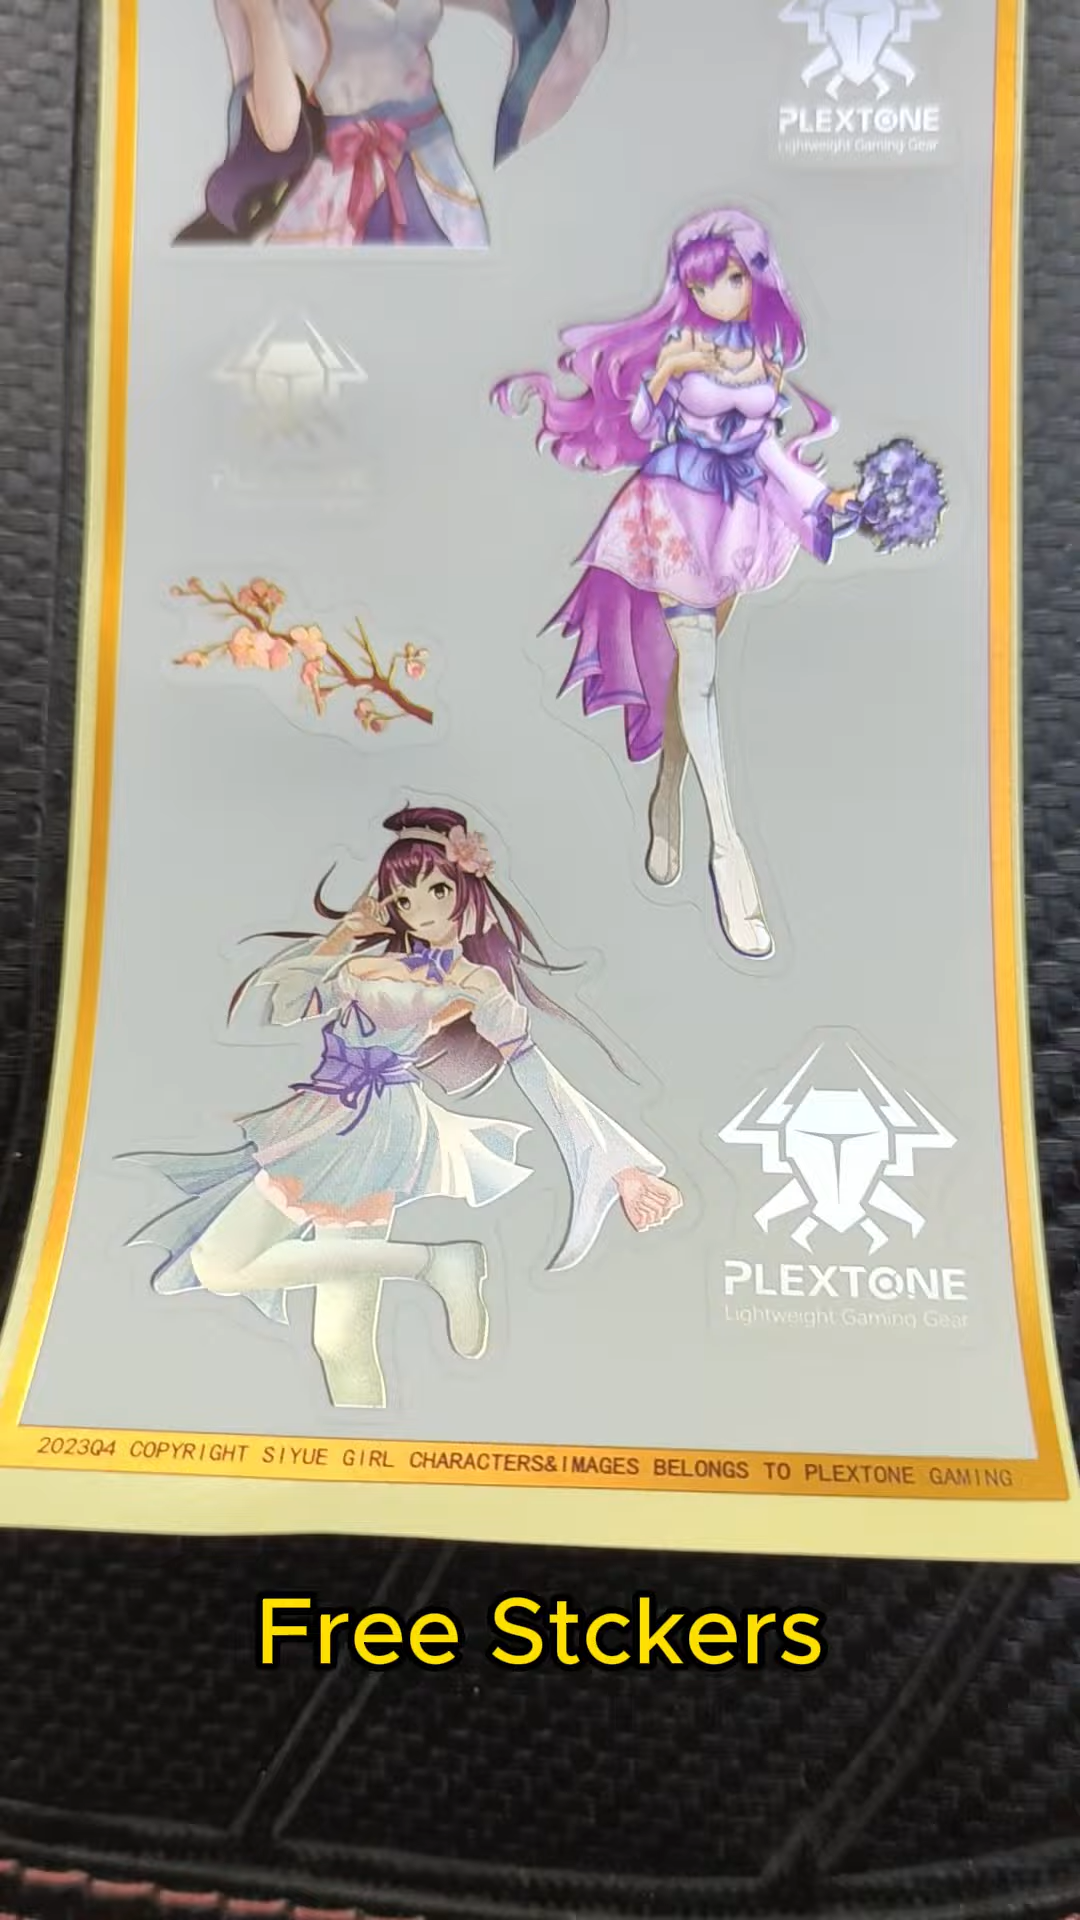 PLEXTONE
Lightweight Gaming Gear
PLEXTONE
Lightweight Gaming Gear
2023Q4 COPYRIGHT SIYUE GIRL CHARACTERS&IMAGES BELONGS TO PLEXTONE GAMING
Free Stckers